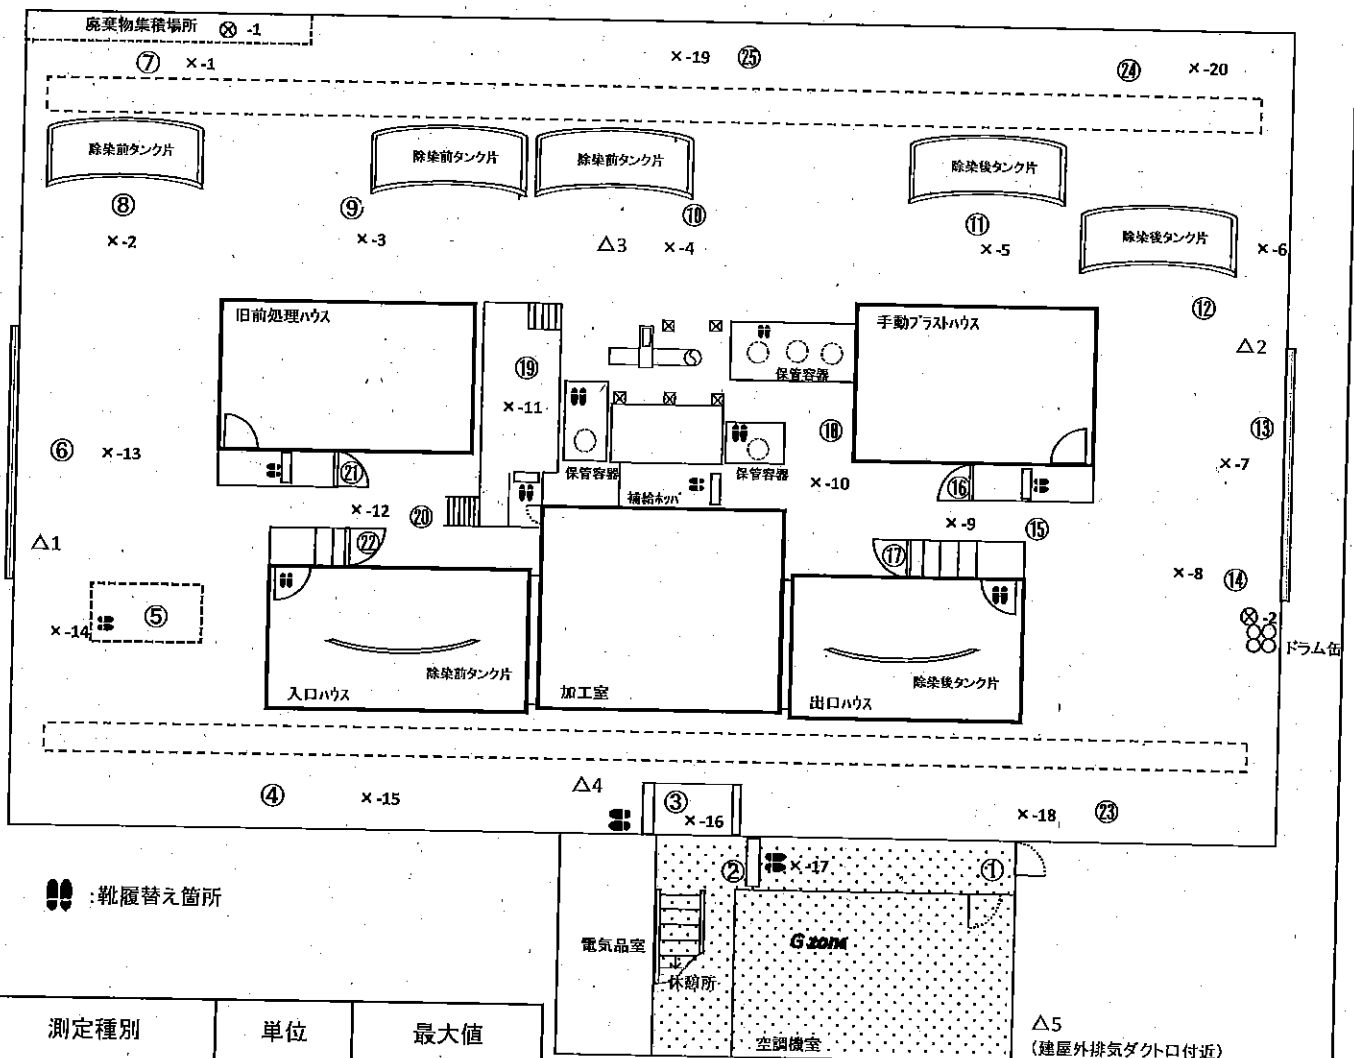 廃棄物集積場所 ⊗ -1
⑦ ×-1
×-19 ㉕
㉔ ×-20
除染前タンク片
除染前タンク片
除染前タンク片
除染後タンク片
除染後タンク片
⑧
×-2
⑨
×-3
⑩
△3 ×-4
⑪
×-5
×-6
⑫
△2
旧前処理ハウス
⑲
×-11
保管容器
手動ブラストハウス
⑬
⑥ ×-13
⑱
×-7
㉑
保管容器
保管容器
×-10
⑯
補給ホッパ
×-12 ⑳
×-9 ⑮
△1
㉒
⑰
×-8 ⑭
⑤
×-14
⊗-2
ドラム缶
除染前タンク片
入口ハウス
加工室
除染後タンク片
出口ハウス
④ ×-15
△4
③
×-16
×-18 ㉓
② ×-17
①
:靴履替え箇所
電気品室
G zone
休憩所
空調機室
△5
(建屋外排気ダクト口付近)
測定種別 単位 最大値